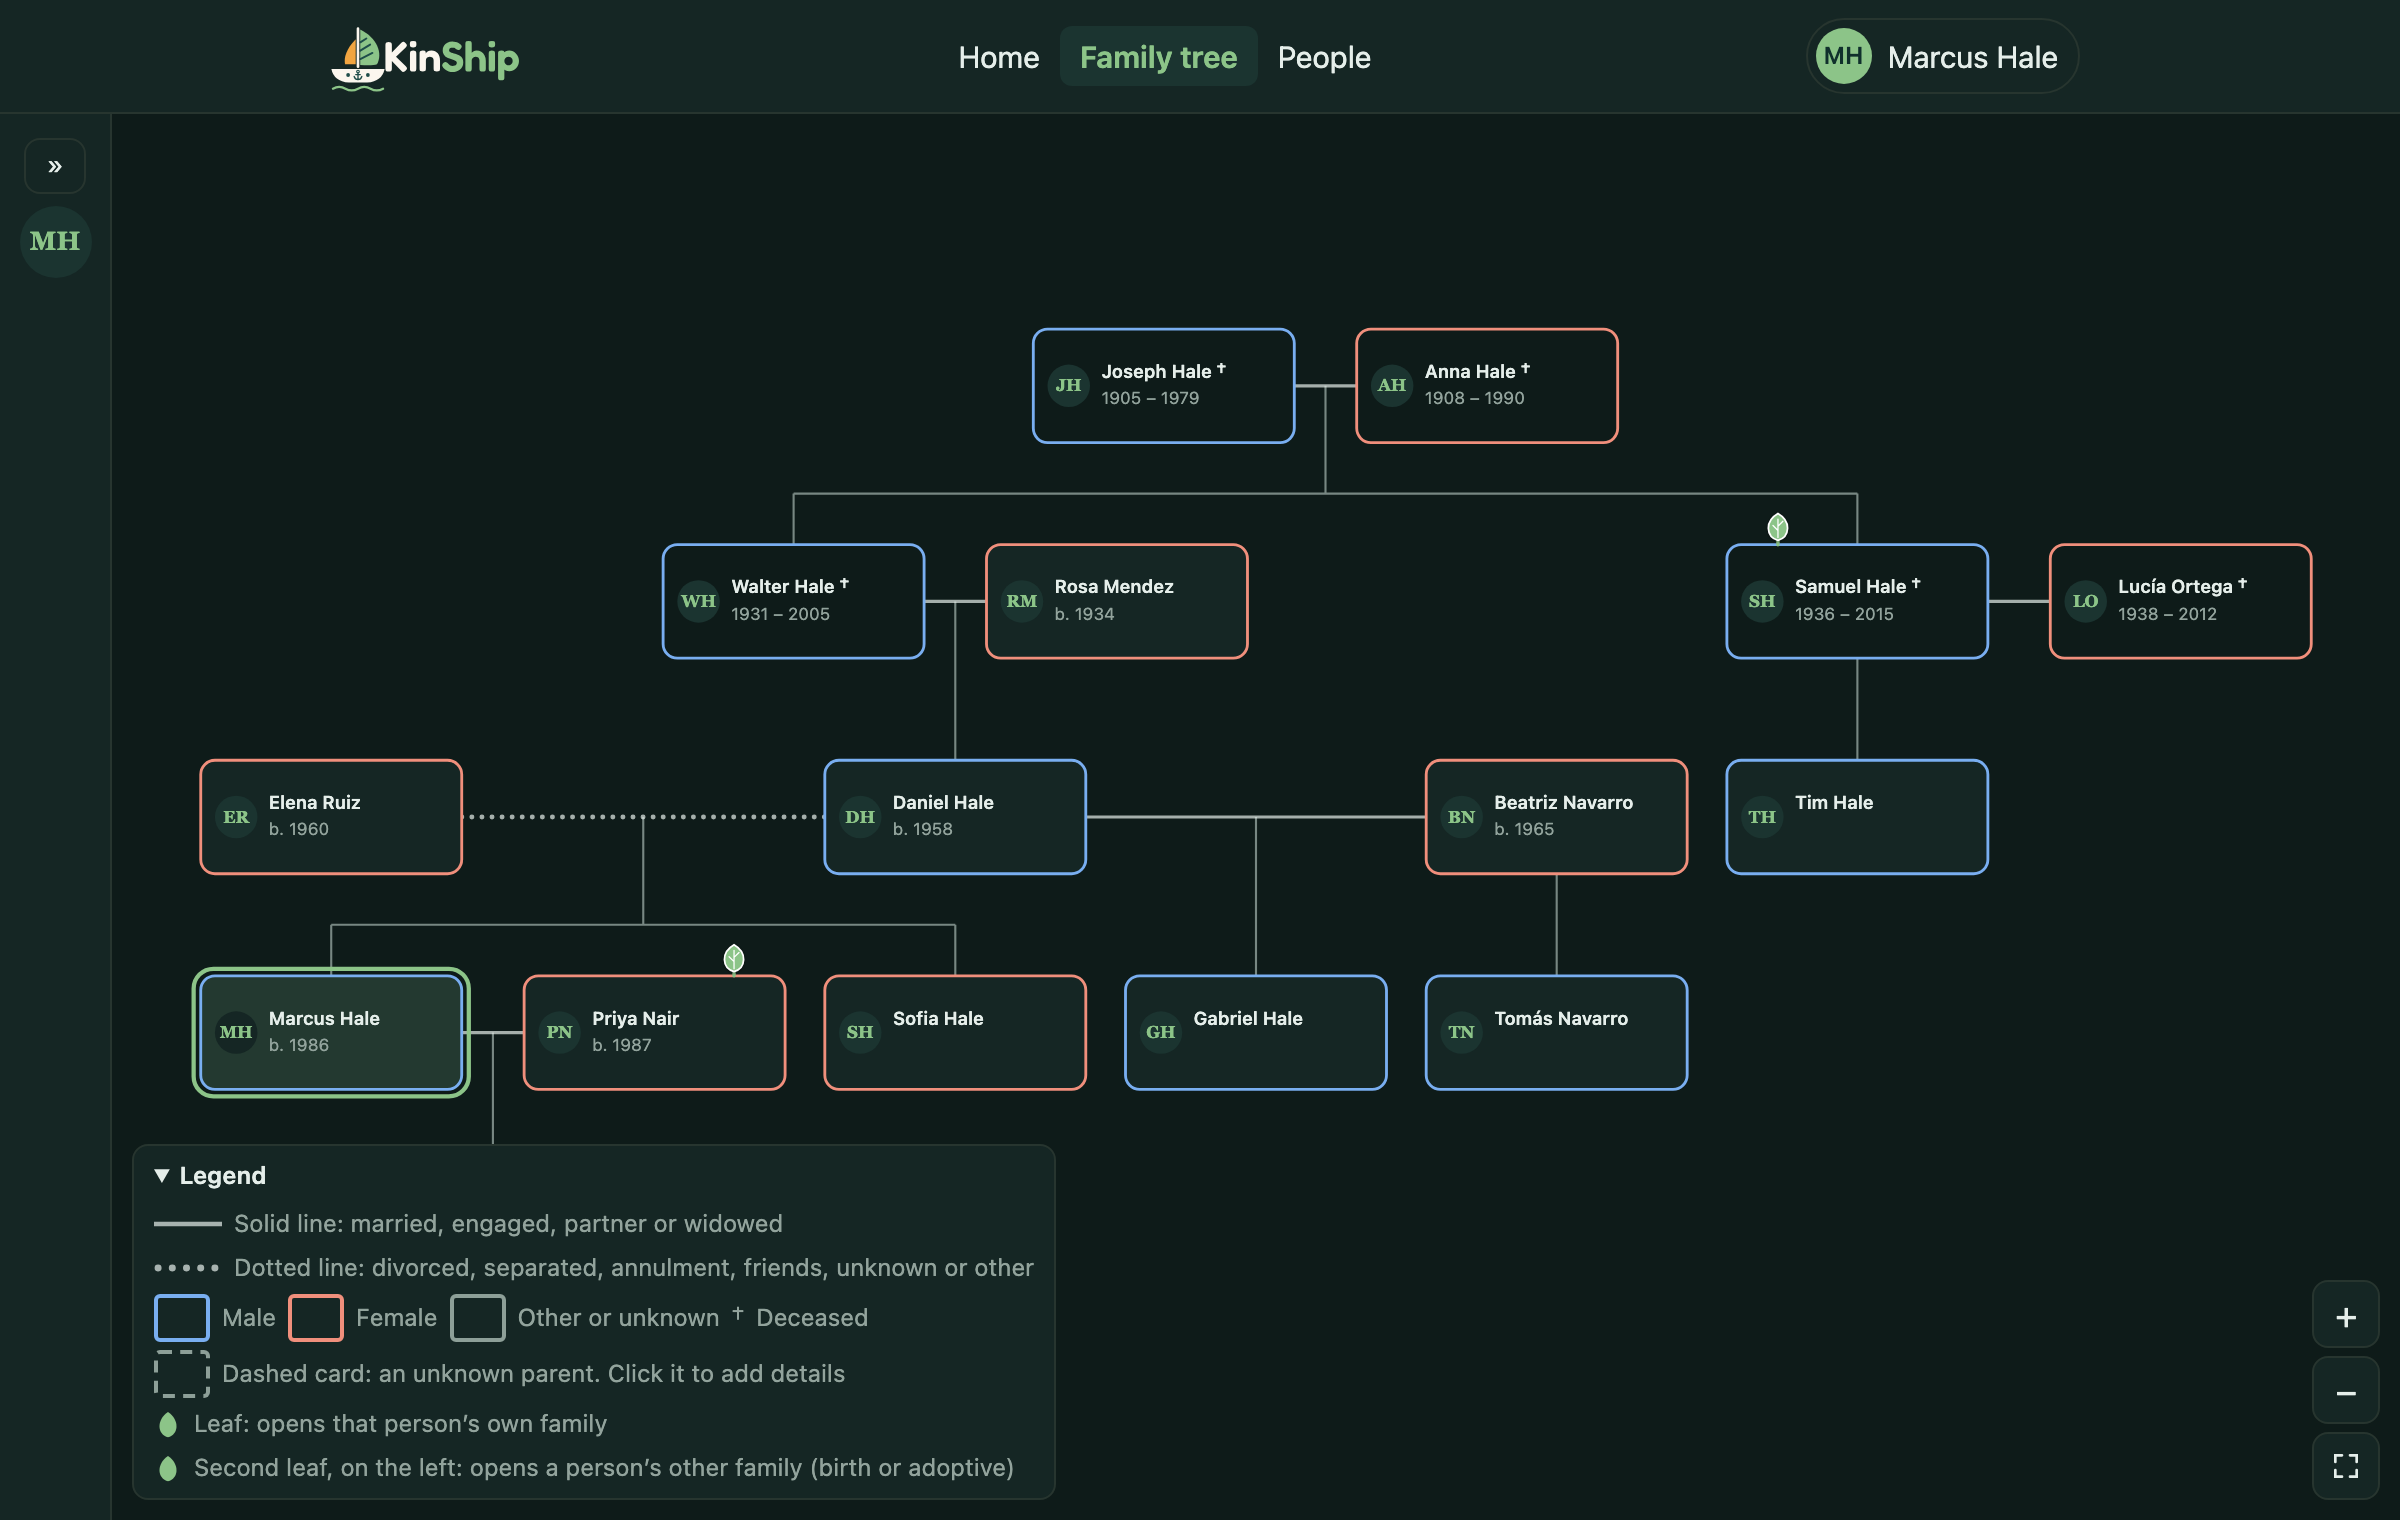 KinShip
Home Family tree People
MH Marcus Hale
»
MH
JH Joseph Hale †
1905 – 1979
AH Anna Hale †
1908 – 1990
WH Walter Hale †
1931 – 2005
RM Rosa Mendez
b. 1934
SH Samuel Hale †
1936 – 2015
LO Lucía Ortega †
1938 – 2012
ER Elena Ruiz
b. 1960
DH Daniel Hale
b. 1958
BN Beatriz Navarro
b. 1965
TH Tim Hale
MH Marcus Hale
b. 1986
PN Priya Nair
b. 1987
SH Sofia Hale
GH Gabriel Hale
TN Tomás Navarro
▼ Legend
Solid line: married, engaged, partner or widowed
Dotted line: divorced, separated, annulment, friends, unknown or other
Male Female Other or unknown † Deceased
Dashed card: an unknown parent. Click it to add details
Leaf: opens that person’s own family
Second leaf, on the left: opens a person’s other family (birth or adoptive)
+
−